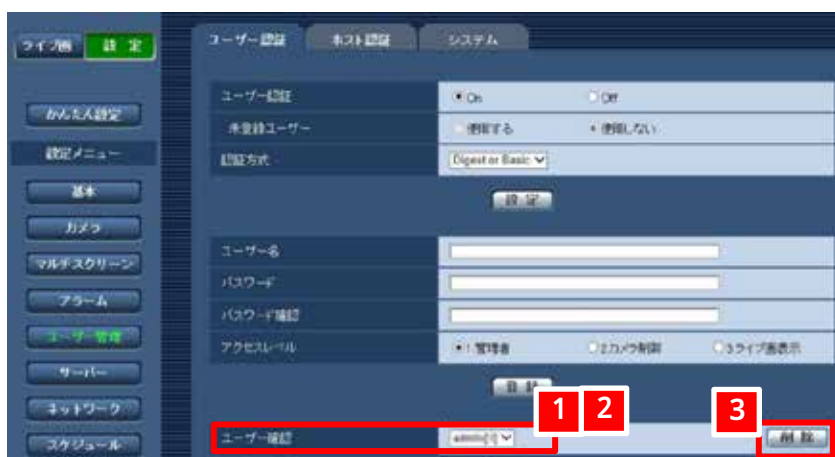 ライブ画 設定
ユーザー認証 ホスト認証 システム
かんたん設定
設定メニュー
基本
カメラ
マルチスクリーン
アラーム
ユーザー管理
サーバー
ネットワーク
スケジュール
ユーザー認証 On Off
未登録ユーザー 使用する 使用しない
認証方式 Digest or Basic
設定
ユーザー名
パスワード
パスワード確認
アクセスレベル 1.管理者 2.カメラ制御 3.ライブ画表示
登録
1 2 3
ユーザー確認 admin[1] 削除